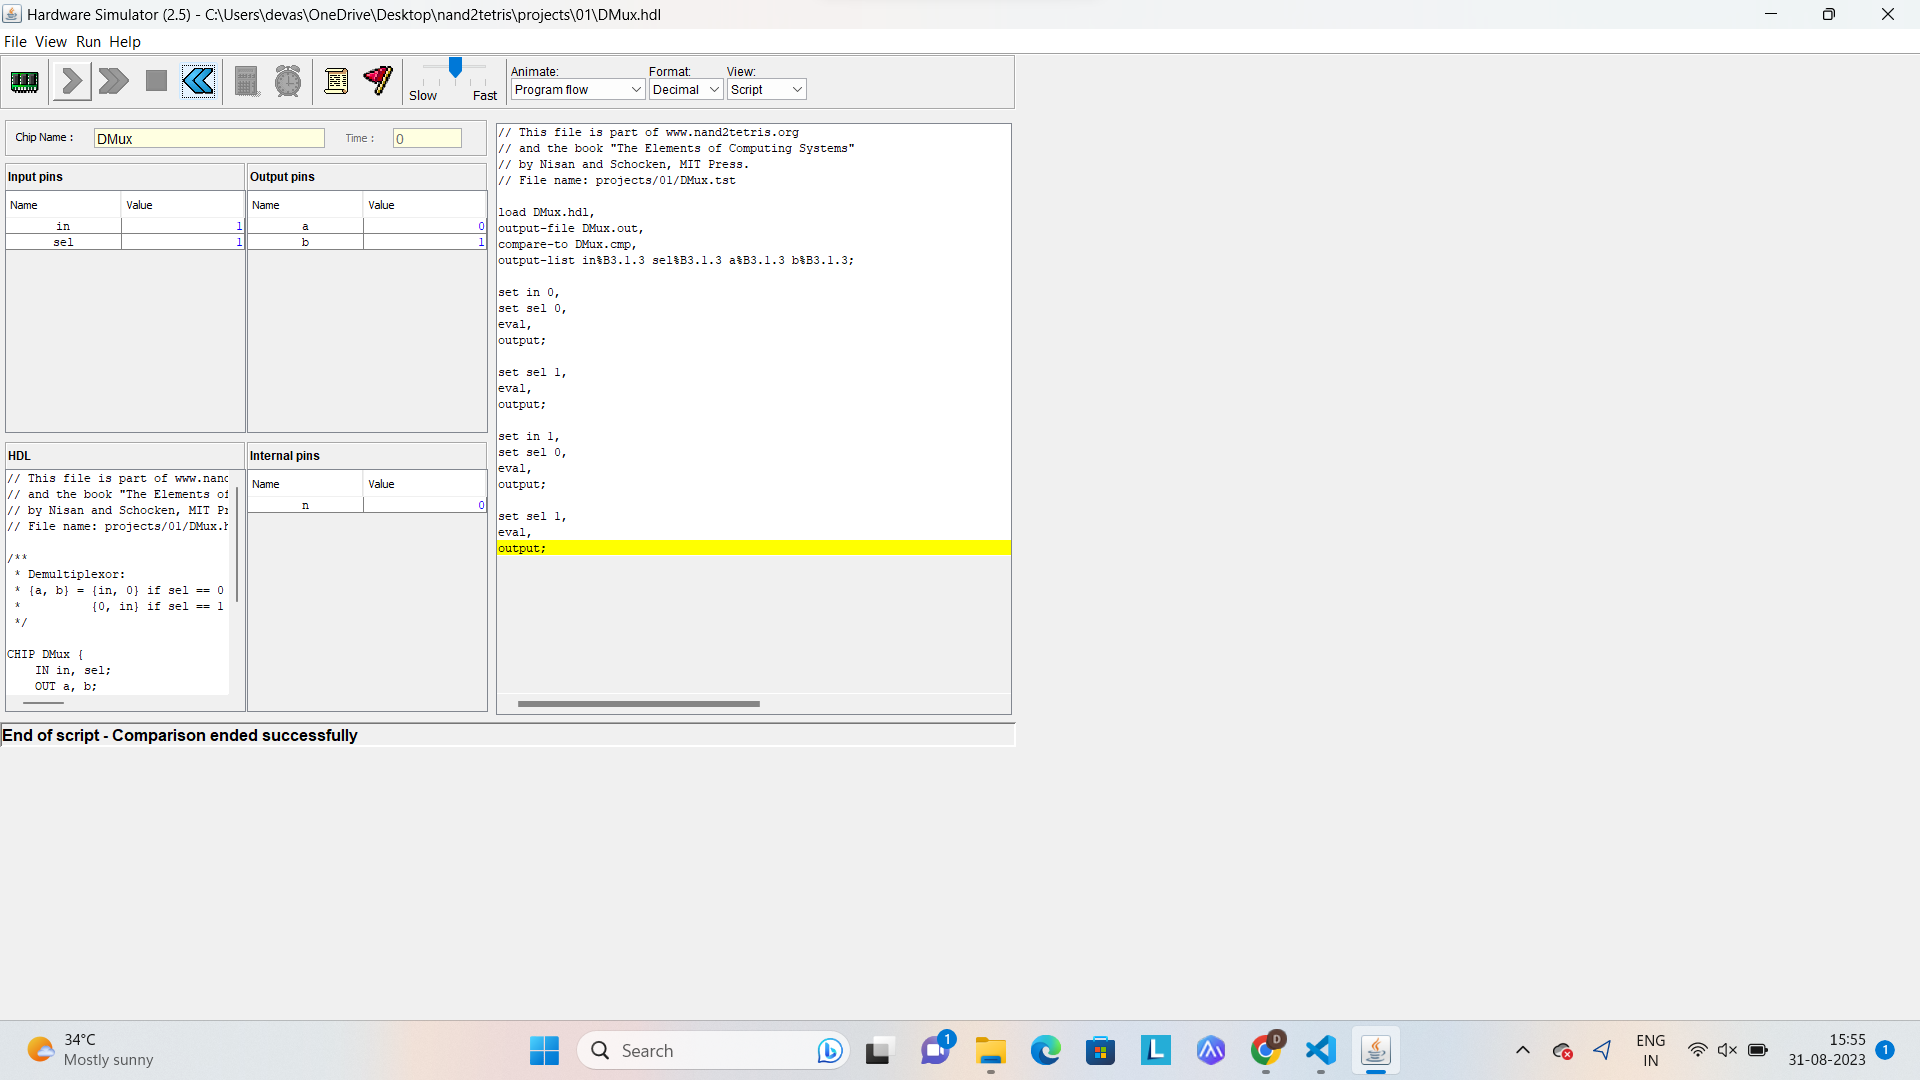 Hardware Simulator (2.5) - C:\Users\devas\OneDrive\Desktop\nand2tetris\projects\01\DMux.hdl
File View Run Help
Slow Fast
Animate: Format: View:
Program flow Decimal Script
Chip Name : DMux Time : 0
Input pins
Name Value
in 1
sel 1
Output pins
Name Value
a 0
b 1
HDL
// This file is part of www.nand
// and the book "The Elements of
// by Nisan and Schocken, MIT Pr
// File name: projects/01/DMux.h
/**
* Demultiplexor:
* {a, b} = {in, 0} if sel == 0
* {0, in} if sel == 1
*/
CHIP DMux {
IN in, sel;
OUT a, b;
Internal pins
Name Value
n 0
// This file is part of www.nand2tetris.org
// and the book "The Elements of Computing Systems"
// by Nisan and Schocken, MIT Press.
// File name: projects/01/DMux.tst
load DMux.hdl,
output-file DMux.out,
compare-to DMux.cmp,
output-list in%B3.1.3 sel%B3.1.3 a%B3.1.3 b%B3.1.3;
set in 0,
set sel 0,
eval,
output;
set sel 1,
eval,
output;
set in 1,
set sel 0,
eval,
output;
set sel 1,
eval,
output;
End of script - Comparison ended successfully
34°C
Mostly sunny
Search
1
L
D
ENG
IN
15:55
31-08-2023
1